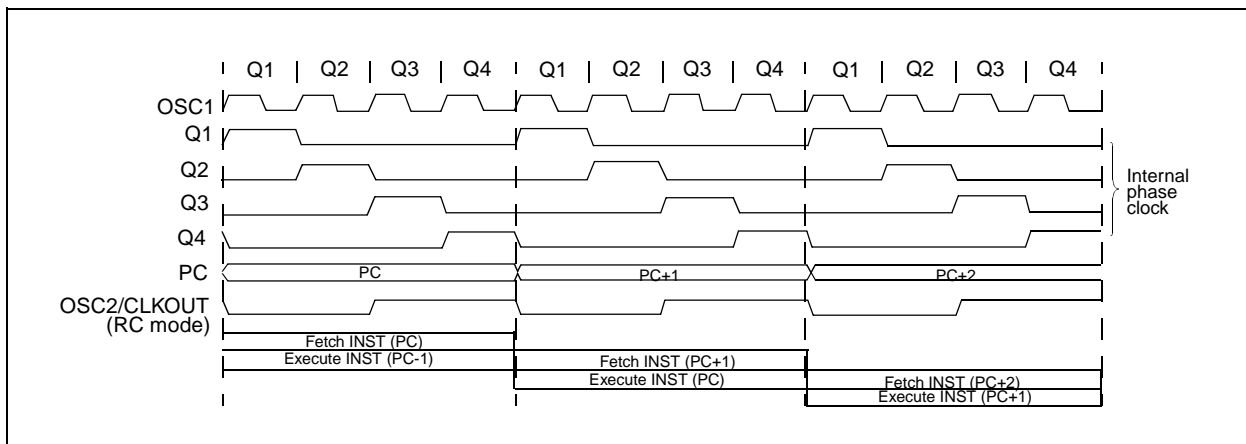 Q1 | Q2 | Q3 | Q4 | Q1 | Q2 | Q3 | Q4 | Q1 | Q2 | Q3 | Q4
OSC1
Q1
Q2
Q3
Q4
Internal
phase
clock
PC
PC
PC+1
PC+2
OSC2/CLKOUT
(RC mode)
Fetch INST (PC)
Execute INST (PC-1)
Fetch INST (PC+1)
Execute INST (PC)
Fetch INST (PC+2)
Execute INST (PC+1)